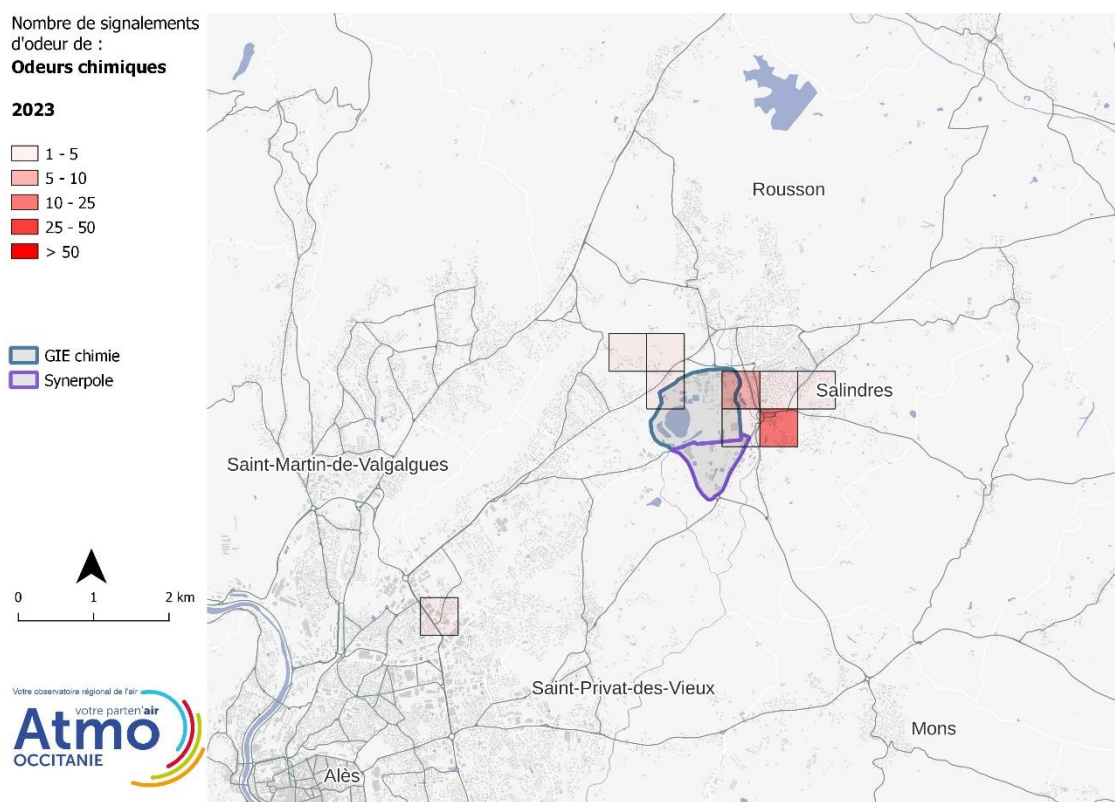 Nombre de signalements
d'odeur de :
Odeurs chimiques
2023
1 - 5
5 - 10
10 - 25
25 - 50
> 50
GIE chimie
Synerpole
0 1 2 km
Votre observatoire régional de l'air
votre parten'air
Atmo
OCCITANIE
Rousson
Salindres
Saint-Martin-de-Valgalgues
Saint-Privat-des-Vieux
Mons
Alès